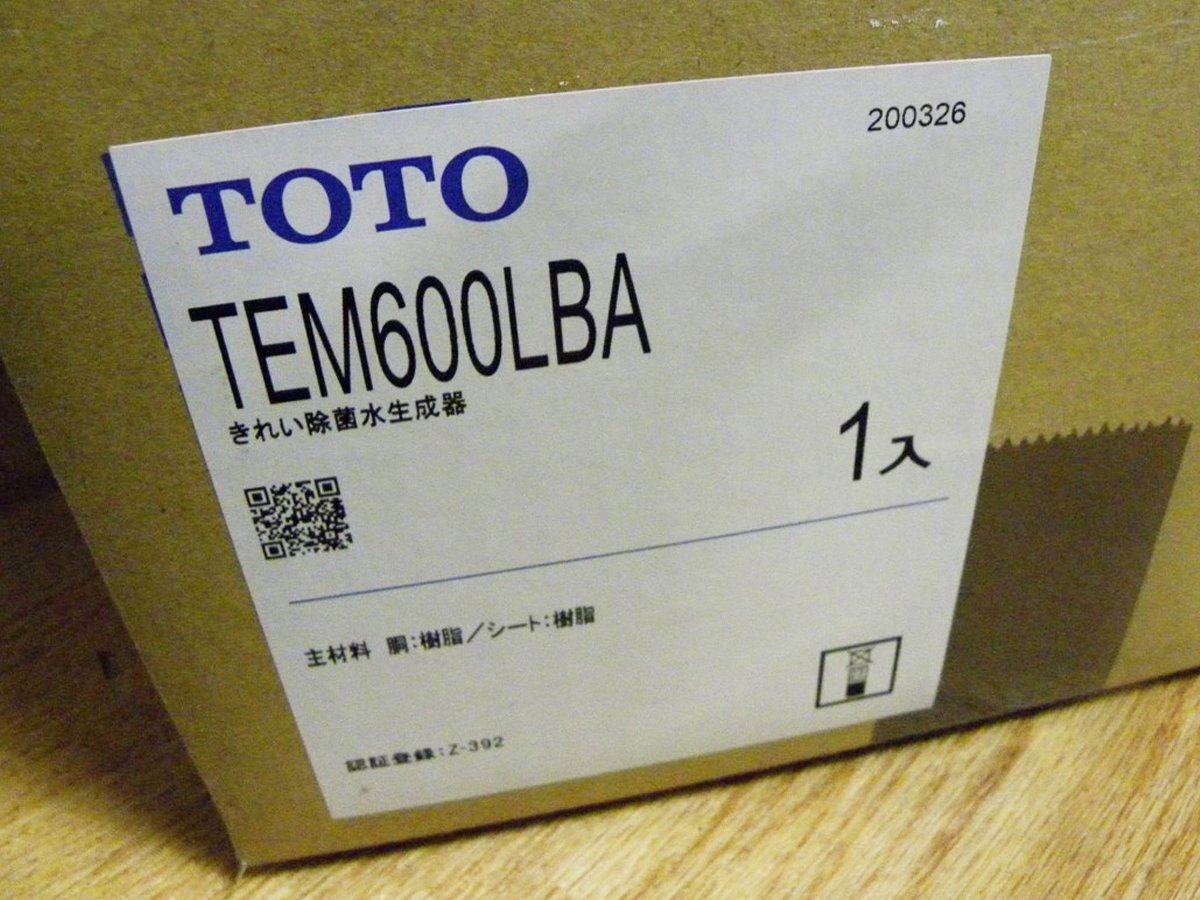 200326
TOTO
TEM600LBA
きれい除菌水生成器
1入
主材料 胴:樹脂/シート:樹脂
認証登録:Z-392